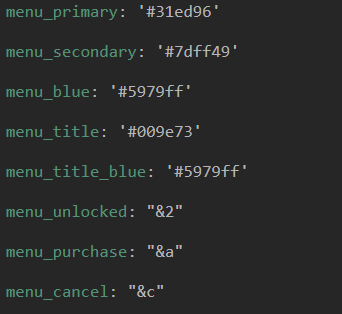 menu_primary: '#31ed96'
menu_secondary: '#7dff49'
menu_blue: '#5979ff'
menu_title: '#009e73'
menu_title_blue: '#5979ff'
menu_unlocked: "&2"
menu_purchase: "&a"
menu_cancel: "&c"